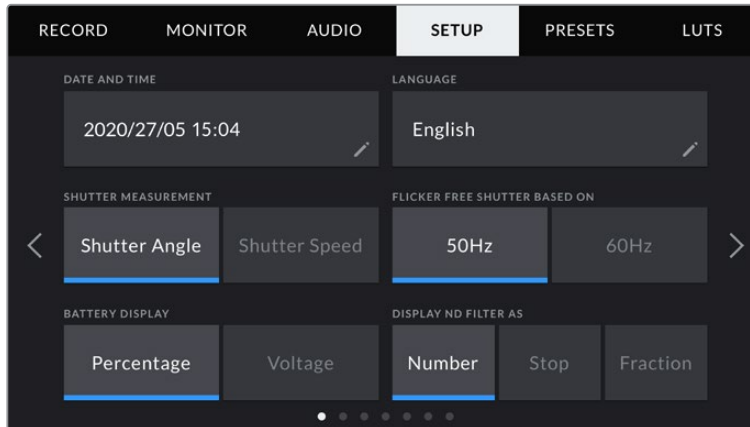 RECORD MONITOR AUDIO SETUP PRESETS LUTS
DATE AND TIME LANGUAGE
2020/27/05 15:04 English
SHUTTER MEASUREMENT FLICKER FREE SHUTTER BASED ON
Shutter Angle Shutter Speed 50Hz 60Hz
BATTERY DISPLAY DISPLAY ND FILTER AS
Percentage Voltage Number Stop Fraction